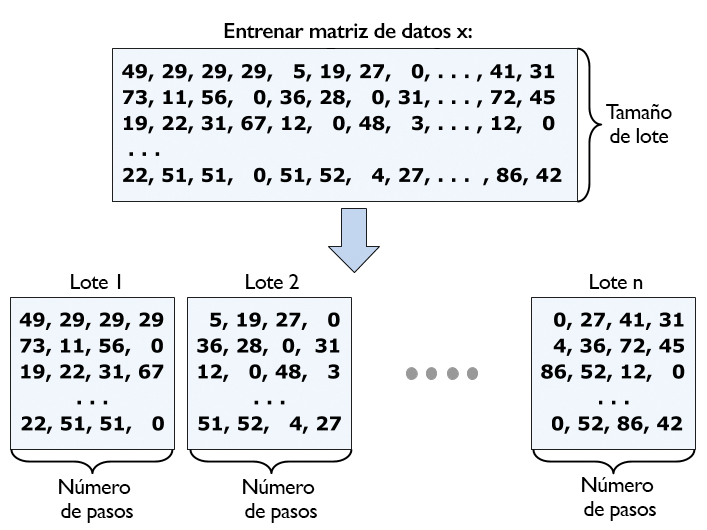 Entrenar matriz de datos x:
49, 29, 29, 29, 5, 19, 27, 0, . . . , 41, 31
73, 11, 56, 0, 36, 28, 0, 31, . . . , 72, 45
19, 22, 31, 67, 12, 0, 48, 3, . . . , 12, 0
. . .
22, 51, 51, 0, 51, 52, 4, 27, . . . , 86, 42
Tamaño
de lote
Lote 1
49, 29, 29, 29
73, 11, 56, 0
19, 22, 31, 67
. . .
22, 51, 51, 0
Número
de pasos
Lote 2
5, 19, 27, 0
36, 28, 0, 31
12, 0, 48, 3
. . .
51, 52, 4, 27
Número
de pasos
Lote n
0, 27, 41, 31
4, 36, 72, 45
86, 52, 12, 0
. . .
0, 52, 86, 42
Número
de pasos